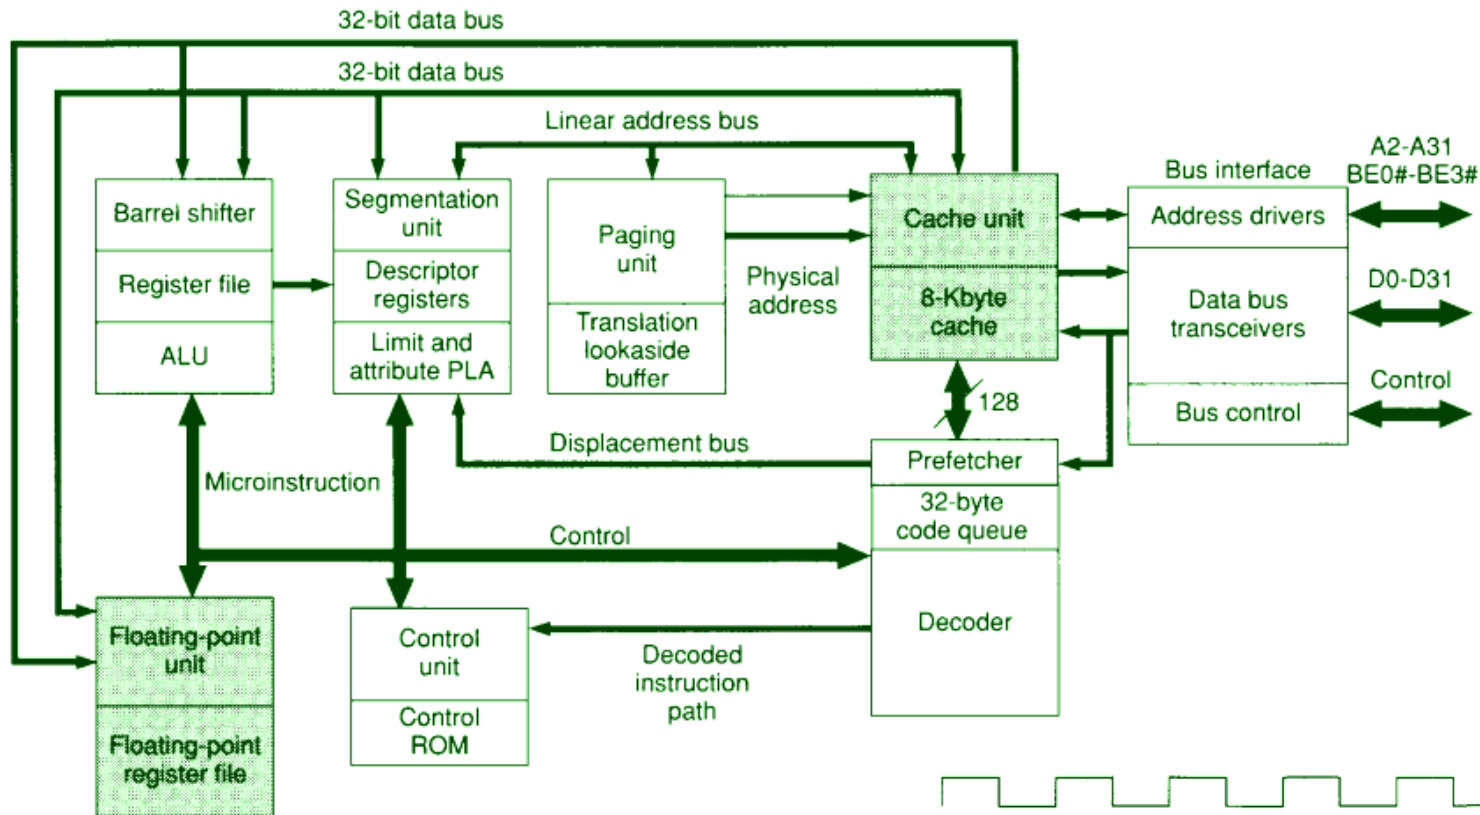 32-bit data bus
32-bit data bus
Linear address bus
A2-A31
BE0#-BE3#
Bus interface
Barrel shifter
Register file
ALU
Segmentation
unit
Descriptor
registers
Limit and
attribute PLA
Paging
unit
Translation
lookaside
buffer
Physical
address
Cache unit
8-Kbyte
cache
Address drivers
Data bus
transceivers
Bus control
D0-D31
Control
128
Displacement bus
Prefetcher
32-byte
code queue
Decoder
Microinstruction
Control
Floating-point
unit
Floating-point
register file
Control
unit
Control
ROM
Decoded
instruction
path